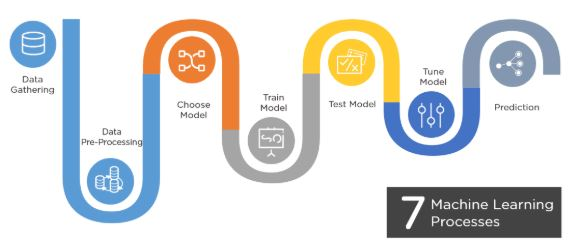 Data
Gathering
Data
Pre-Processing
Choose
Model
Train
Model
Test Model
Tune
Model
Prediction
7 Machine Learning
Processes